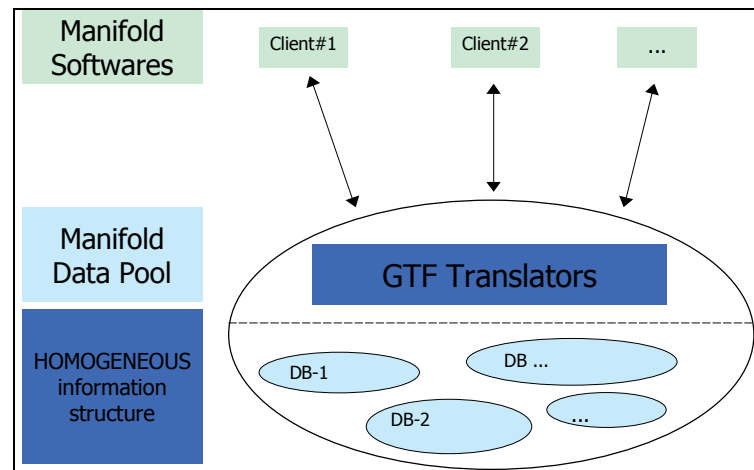 Manifold
Softwares
Client#1
Client#2
...
Manifold
Data Pool
GTF Translators
HOMOGENEOUS
information
structure
DB-1
DB ...
DB-2
...